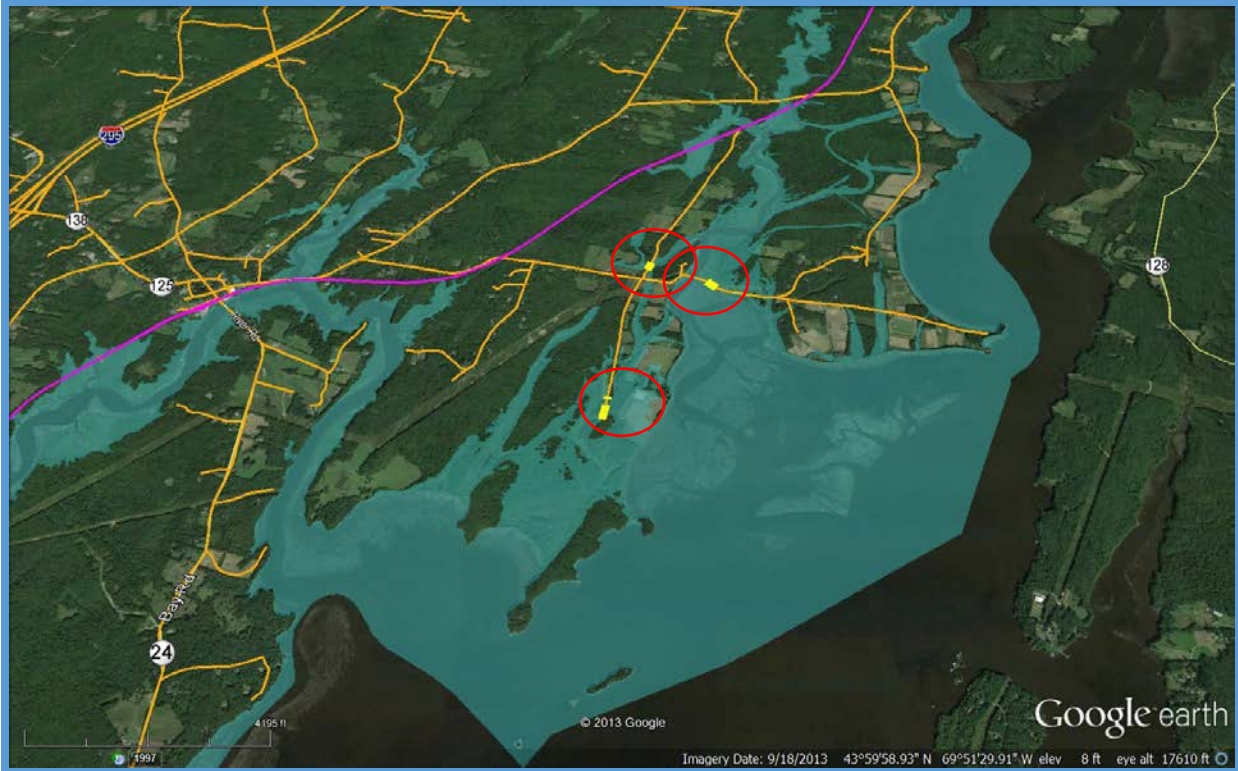 295
138
128
125
Bay Rd
24
4195 ft
© 2013 Google
Google earth
1997
Imagery Date: 9/18/2013 43°59'58.93" N 69°51'29.91" W elev 8 ft eye alt 17610 ft